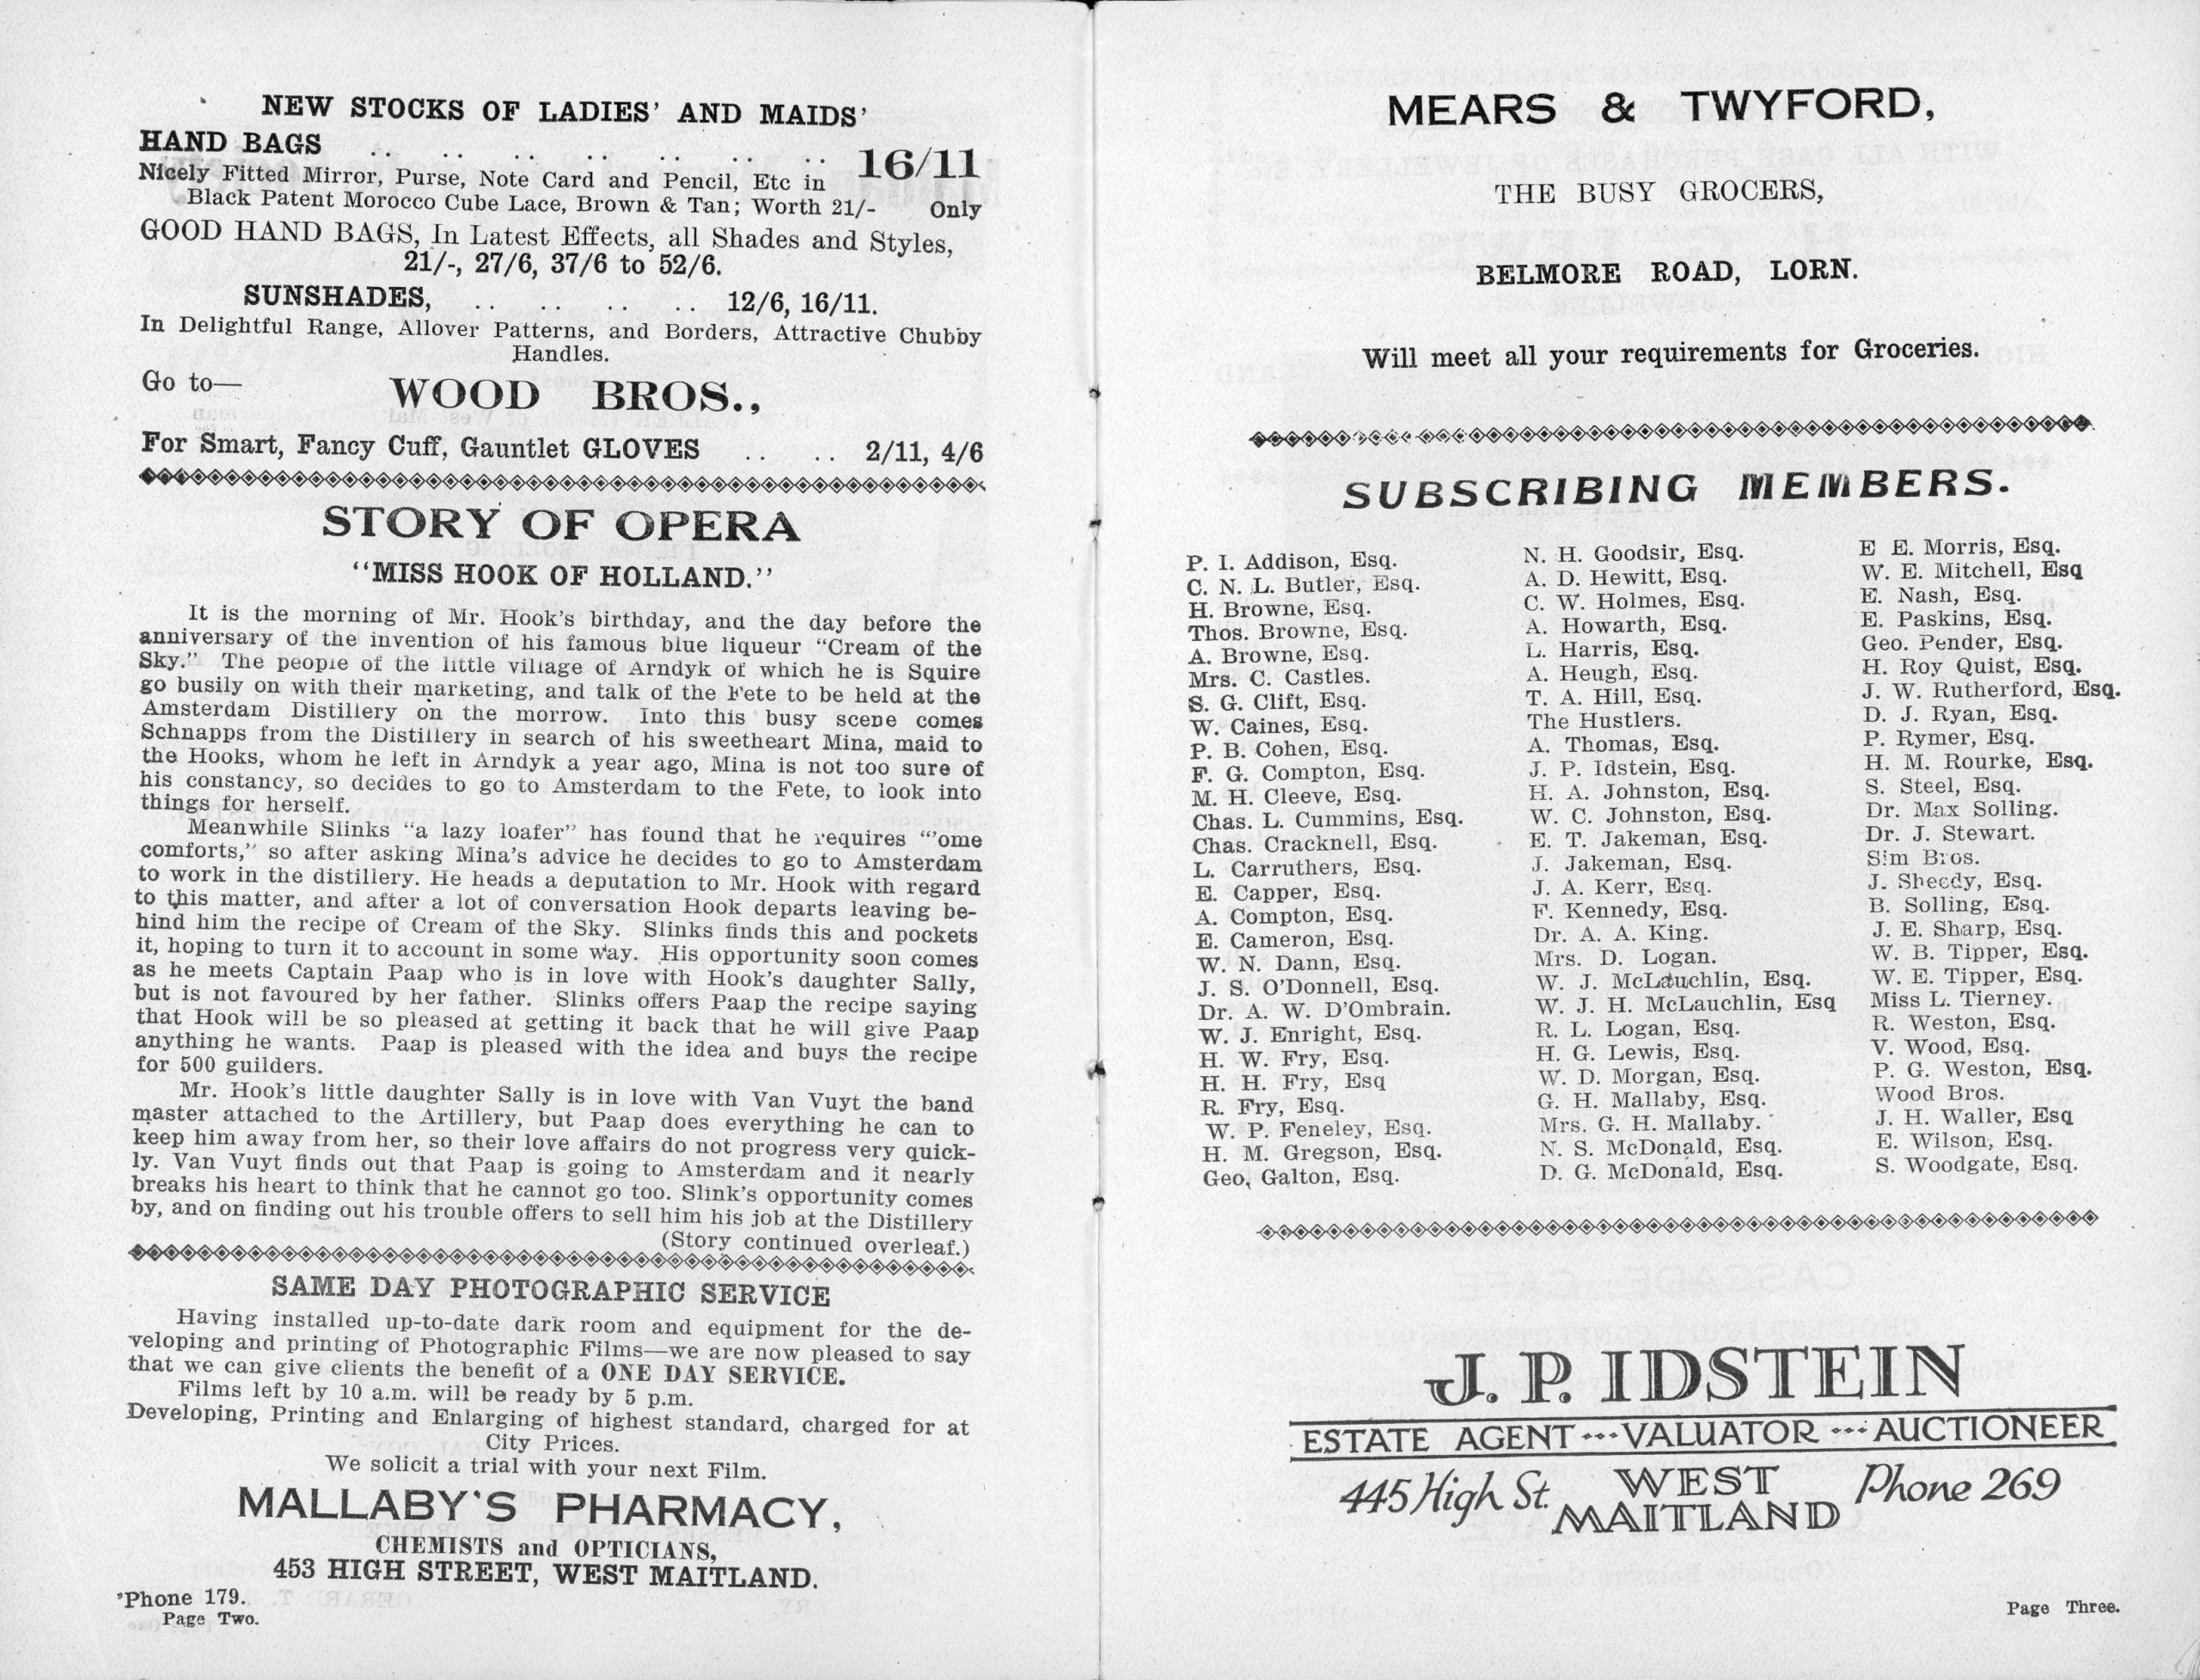 NEW STOCKS OF LADIES' AND MAIDS'
HAND BAGS .. .. .. .. .. .. .. 16/11
Nicely Fitted Mirror, Purse, Note Card and Pencil, Etc in
Black Patent Morocco Cube Lace, Brown & Tan; Worth 21/- Only
GOOD HAND BAGS, In Latest Effects, all Shades and Styles,
21/-, 27/6, 37/6 to 52/6.
SUNSHADES, .. .. .. .. 12/6, 16/11.
In Delightful Range, Allover Patterns, and Borders, Attractive Chubby
Handles.
Go to—
WOOD BROS.,
For Smart, Fancy Cuff, Gauntlet GLOVES .. .. 2/11, 4/6
STORY OF OPERA
"MISS HOOK OF HOLLAND."
It is the morning of Mr. Hook's birthday, and the day before the
anniversary of the invention of his famous blue liqueur "Cream of the
Sky." The people of the little village of Arndyk of which he is Squire
go busily on with their marketing, and talk of the Fete to be held at the
Amsterdam Distillery on the morrow. Into this busy scene comes
Schnapps from the Distillery in search of his sweetheart Mina, maid to
the Hooks, whom he left in Arndyk a year ago, Mina is not too sure of
his constancy, so decides to go to Amsterdam to the Fete, to look into
things for herself.
Meanwhile Slinks "a lazy loafer" has found that he requires "'ome
comforts," so after asking Mina's advice he decides to go to Amsterdam
to work in the distillery. He heads a deputation to Mr. Hook with regard
to this matter, and after a lot of conversation Hook departs leaving be-
hind him the recipe of Cream of the Sky. Slinks finds this and pockets
it, hoping to turn it to account in some way. His opportunity soon comes
as he meets Captain Paap who is in love with Hook's daughter Sally,
but is not favoured by her father. Slinks offers Paap the recipe saying
that Hook will be so pleased at getting it back that he will give Paap
anything he wants. Paap is pleased with the idea and buys the recipe
for 500 guilders.
Mr. Hook's little daughter Sally is in love with Van Vuyt the band
master attached to the Artillery, but Paap does everything he can to
keep him away from her, so their love affairs do not progress very quick-
ly. Van Vuyt finds out that Paap is going to Amsterdam and it nearly
breaks his heart to think that he cannot go too. Slink's opportunity comes
by, and on finding out his trouble offers to sell him his job at the Distillery
(Story continued overleaf.)
SAME DAY PHOTOGRAPHIC SERVICE
Having installed up-to-date dark room and equipment for the de-
veloping and printing of Photographic Films—we are now pleased to say
that we can give clients the benefit of a ONE DAY SERVICE.
Films left by 10 a.m. will be ready by 5 p.m.
Developing, Printing and Enlarging of highest standard, charged for at
City Prices.
We solicit a trial with your next Film.
MALLABY'S PHARMACY,
CHEMISTS and OPTICIANS,
453 HIGH STREET, WEST MAITLAND.
'Phone 179.
Page Two.
MEARS & TWYFORD,
THE BUSY GROCERS,
BELMORE ROAD, LORN.
Will meet all your requirements for Groceries.
SUBSCRIBING MEMBERS.
P. I. Addison, Esq.
C. N. L. Butler, Esq.
H. Browne, Esq.
Thos. Browne, Esq.
A. Browne, Esq.
Mrs. C. Castles.
S. G. Clift, Esq.
W. Caines, Esq.
P. B. Cohen, Esq.
F. G. Compton, Esq.
M. H. Cleeve, Esq.
Chas. L. Cummins, Esq.
Chas. Cracknell, Esq.
L. Carruthers, Esq.
E. Capper, Esq.
A. Compton, Esq.
E. Cameron, Esq.
W. N. Dann, Esq.
J. S. O'Donnell, Esq.
Dr. A. W. D'Ombrain.
W. J. Enright, Esq.
H. W. Fry, Esq.
H. H. Fry, Esq
R. Fry, Esq.
W. P. Feneley, Esq.
H. M. Gregson, Esq.
Geo, Galton, Esq.
N. H. Goodsir, Esq.
A. D. Hewitt, Esq.
C. W. Holmes, Esq.
A. Howarth, Esq.
L. Harris, Esq.
A. Heugh, Esq.
T. A. Hill, Esq.
The Hustlers.
A. Thomas, Esq.
J. P. Idstein, Esq.
H. A. Johnston, Esq.
W. C. Johnston, Esq.
E. T. Jakeman, Esq.
J. Jakeman, Esq.
J. A. Kerr, Esq.
F. Kennedy, Esq.
Dr. A. A. King.
Mrs. D. Logan.
W. J. McLauchlin, Esq.
W. J. H. McLauchlin, Esq
R. L. Logan, Esq.
H. G. Lewis, Esq.
W. D. Morgan, Esq.
G. H. Mallaby, Esq.
Mrs. G. H. Mallaby.
N. S. McDonald, Esq.
D. G. McDonald, Esq.
E E. Morris, Esq.
W. E. Mitchell, Esq
E. Nash, Esq.
E. Paskins, Esq.
Geo. Pender, Esq.
H. Roy Quist, Esq.
J. W. Rutherford, Esq.
D. J. Ryan, Esq.
P. Rymer, Esq.
H. M. Rourke, Esq.
S. Steel, Esq.
Dr. Max Solling.
Dr. J. Stewart.
Sim Bros.
J. Sheedy, Esq.
B. Solling, Esq.
J. E. Sharp, Esq.
W. B. Tipper, Esq.
W. E. Tipper, Esq.
Miss L. Tierney.
R. Weston, Esq.
V. Wood, Esq.
P. G. Weston, Esq.
Wood Bros.
J. H. Waller, Esq
E. Wilson, Esq.
S. Woodgate, Esq.
J. P. IDSTEIN
ESTATE AGENT --- VALUATOR --- AUCTIONEER
445 High St. WEST MAITLAND Phone 269
Page Three.